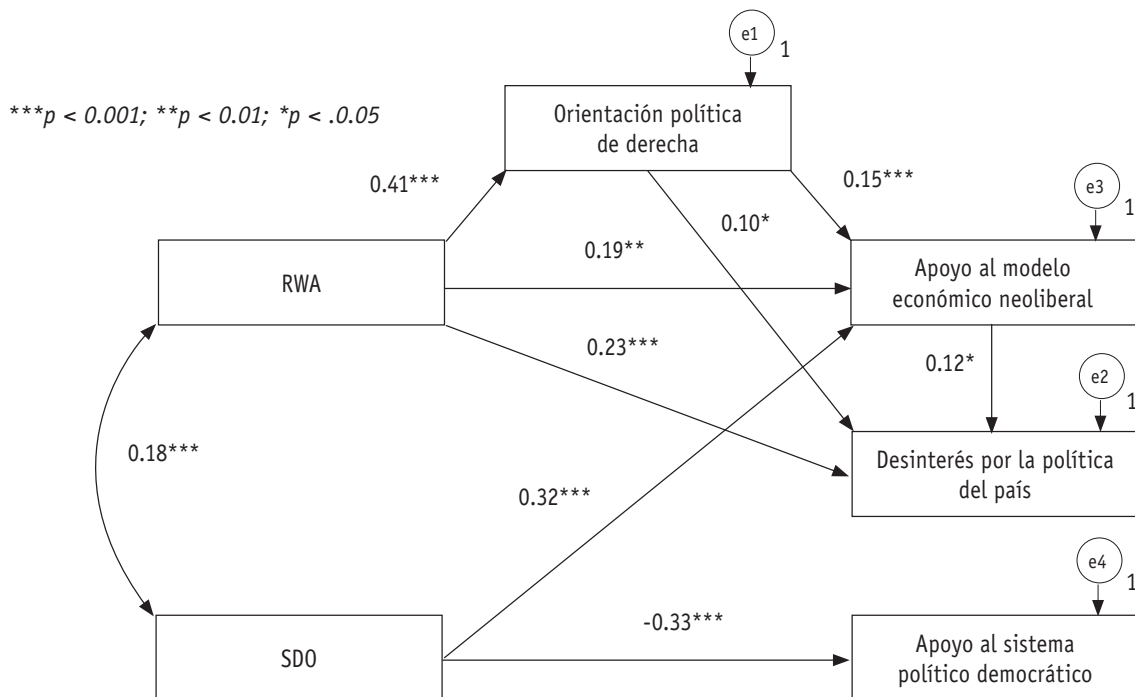 e1
1
***p < 0.001; **p < 0.01; *p < .0.05
Orientación política
de derecha
0.41***
0.15***
e3
1
0.10*
0.19**
RWA
Apoyo al modelo
económico neoliberal
0.23***
0.12*
e2
1
0.18***
Desinterés por la política
del país
0.32***
e4
1
-0.33***
SDO
Apoyo al sistema
político democrático